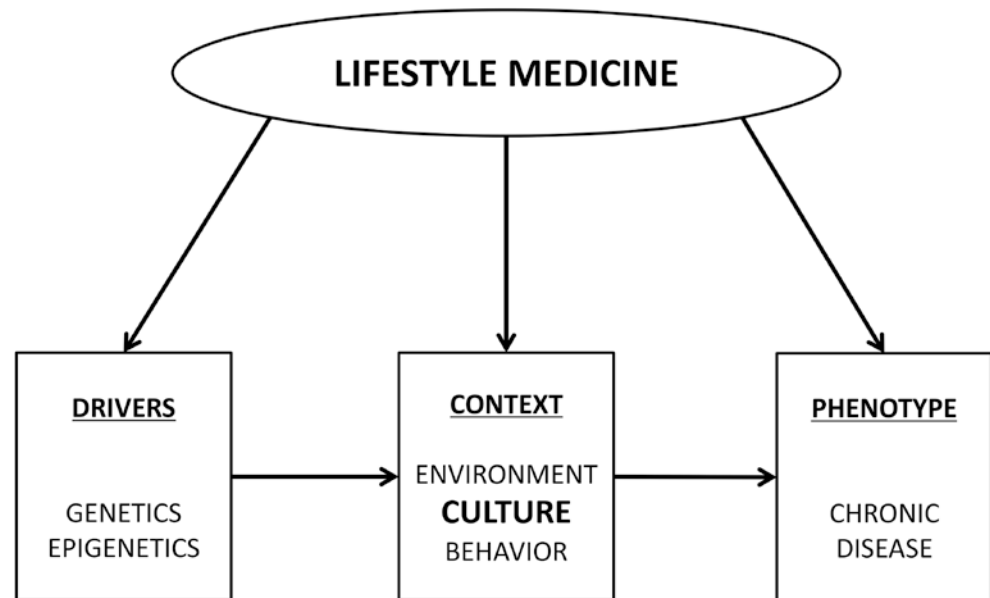 LIFESTYLE MEDICINE
DRIVERS
GENETICS
EPIGENETICS
CONTEXT
ENVIRONMENT
CULTURE
BEHAVIOR
PHENOTYPE
CHRONIC
DISEASE